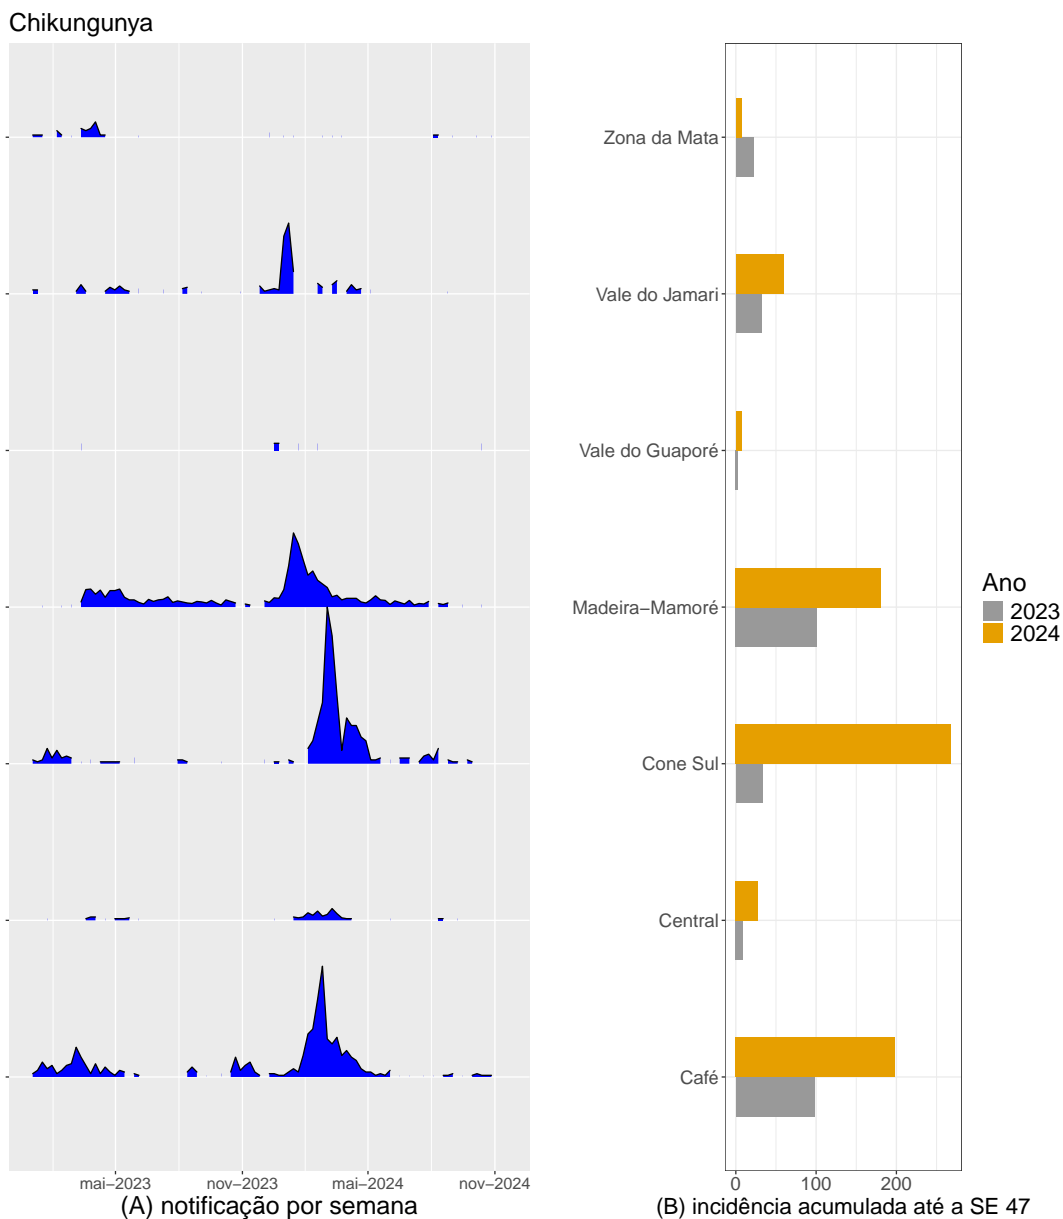 Chikungunya
Zona da Mata
Vale do Jamari
Vale do Guaporé
Madeira−Mamoré
Cone Sul
Central
Café
Ano
2023
2024
mai−2023
nov−2023
mai−2024
nov−2024
(A) notificação por semana
0
100
200
(B) incidência acumulada até a SE 47